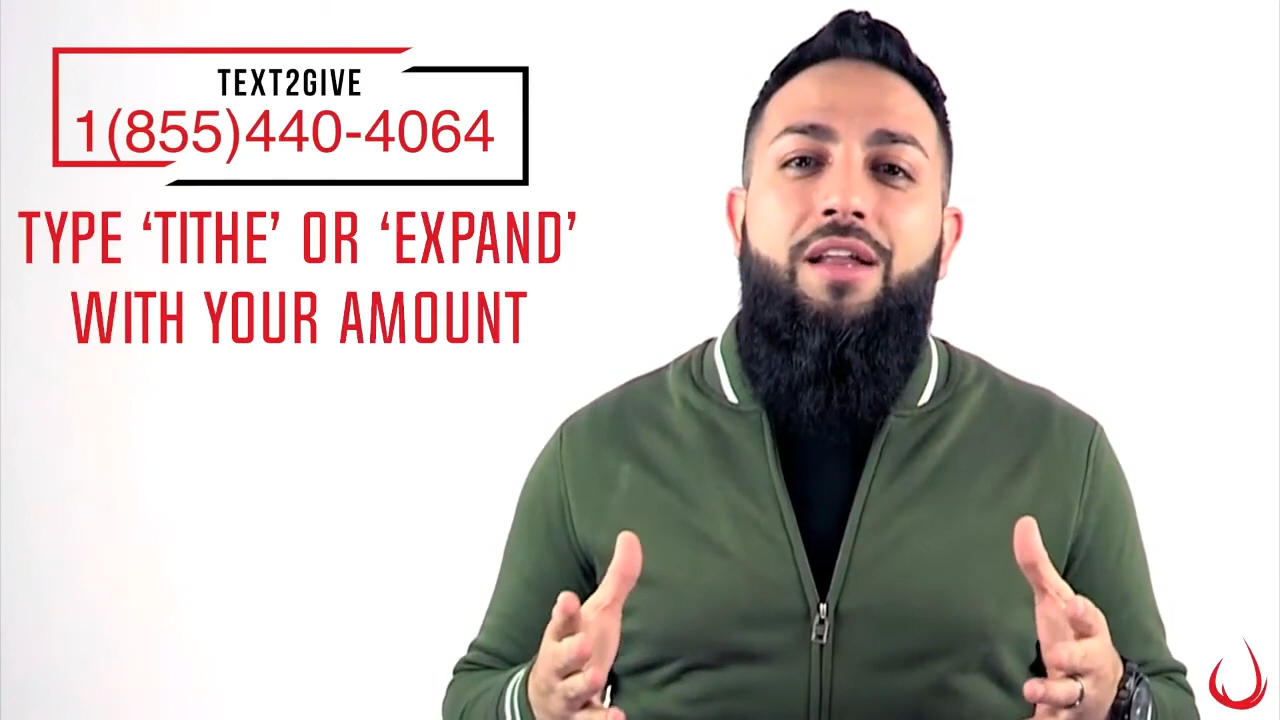 TEXT2GIVE
1(855)440-4064
TYPE ‘TITHE’ OR ‘EXPAND’
WITH YOUR AMOUNT